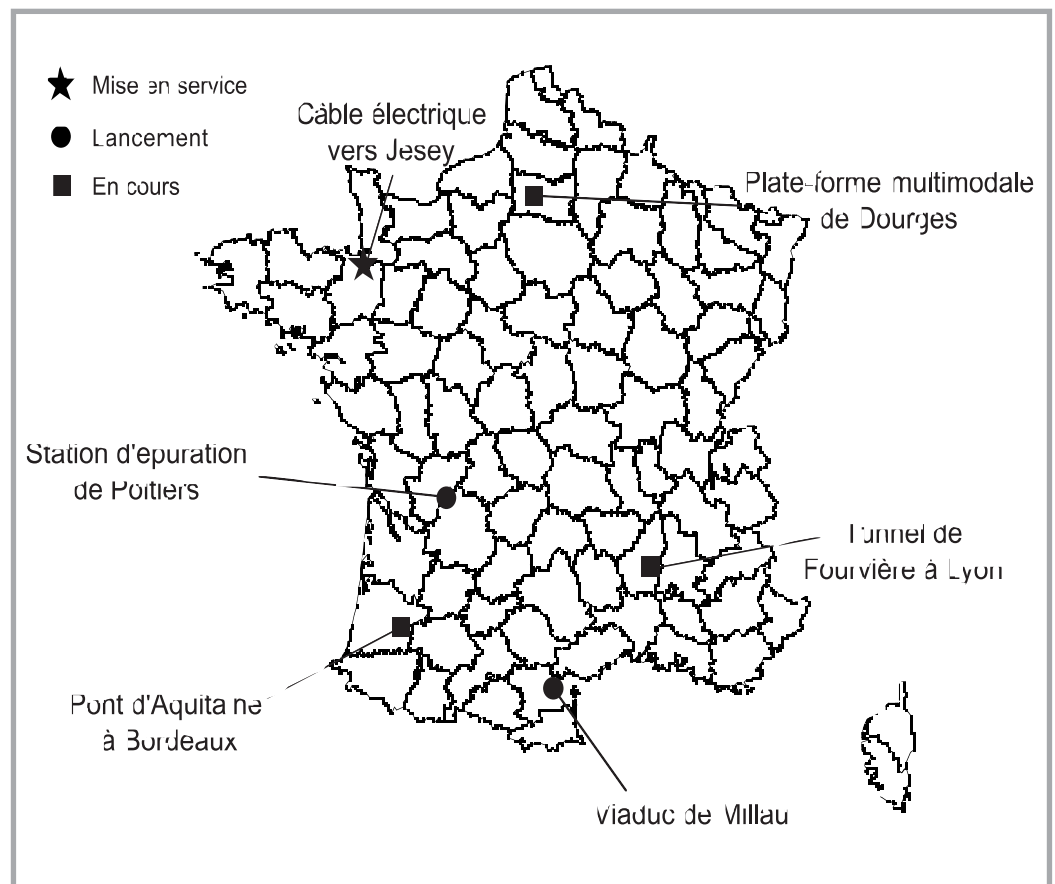 Mise en service
Lancement
En cours
Câble électrique
vers Jesey
Plate-forme multimodale
de Dourges
Station d'epuration
de Poitiers
Tunnel de
Fourvière à Lyon
Pont d'Aquitaine
à Bordeaux
Viaduc de Millau